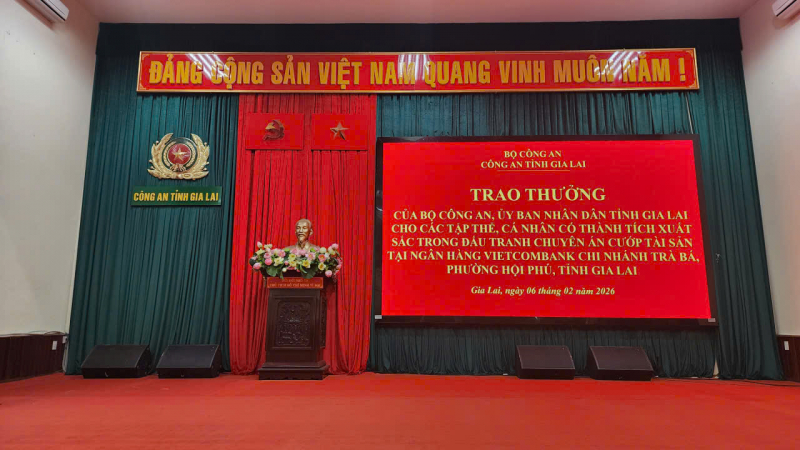 ĐẢNG CỘNG SẢN VIỆT NAM QUANG VINH MUÔN NĂM !
CÔNG AN TỈNH GIA LAI
BỘ CÔNG AN
CÔNG AN TỈNH GIA LAI
TRAO THƯỞNG
CỦA BỘ CÔNG AN, ỦY BAN NHÂN DÂN TỈNH GIA LAI
CHO CÁC TẬP THỂ, CÁ NHÂN CÓ THÀNH TÍCH XUẤT
SẮC TRONG ĐẤU TRANH CHUYÊN ÁN CƯỚP TÀI SẢN
TẠI NGÂN HÀNG VIETCOMBANK CHI NHÁNH TRÀ BÁ,
PHƯỜNG HỘI PHÚ, TỈNH GIA LAI
Gia Lai, ngày 06 tháng 02 năm 2026